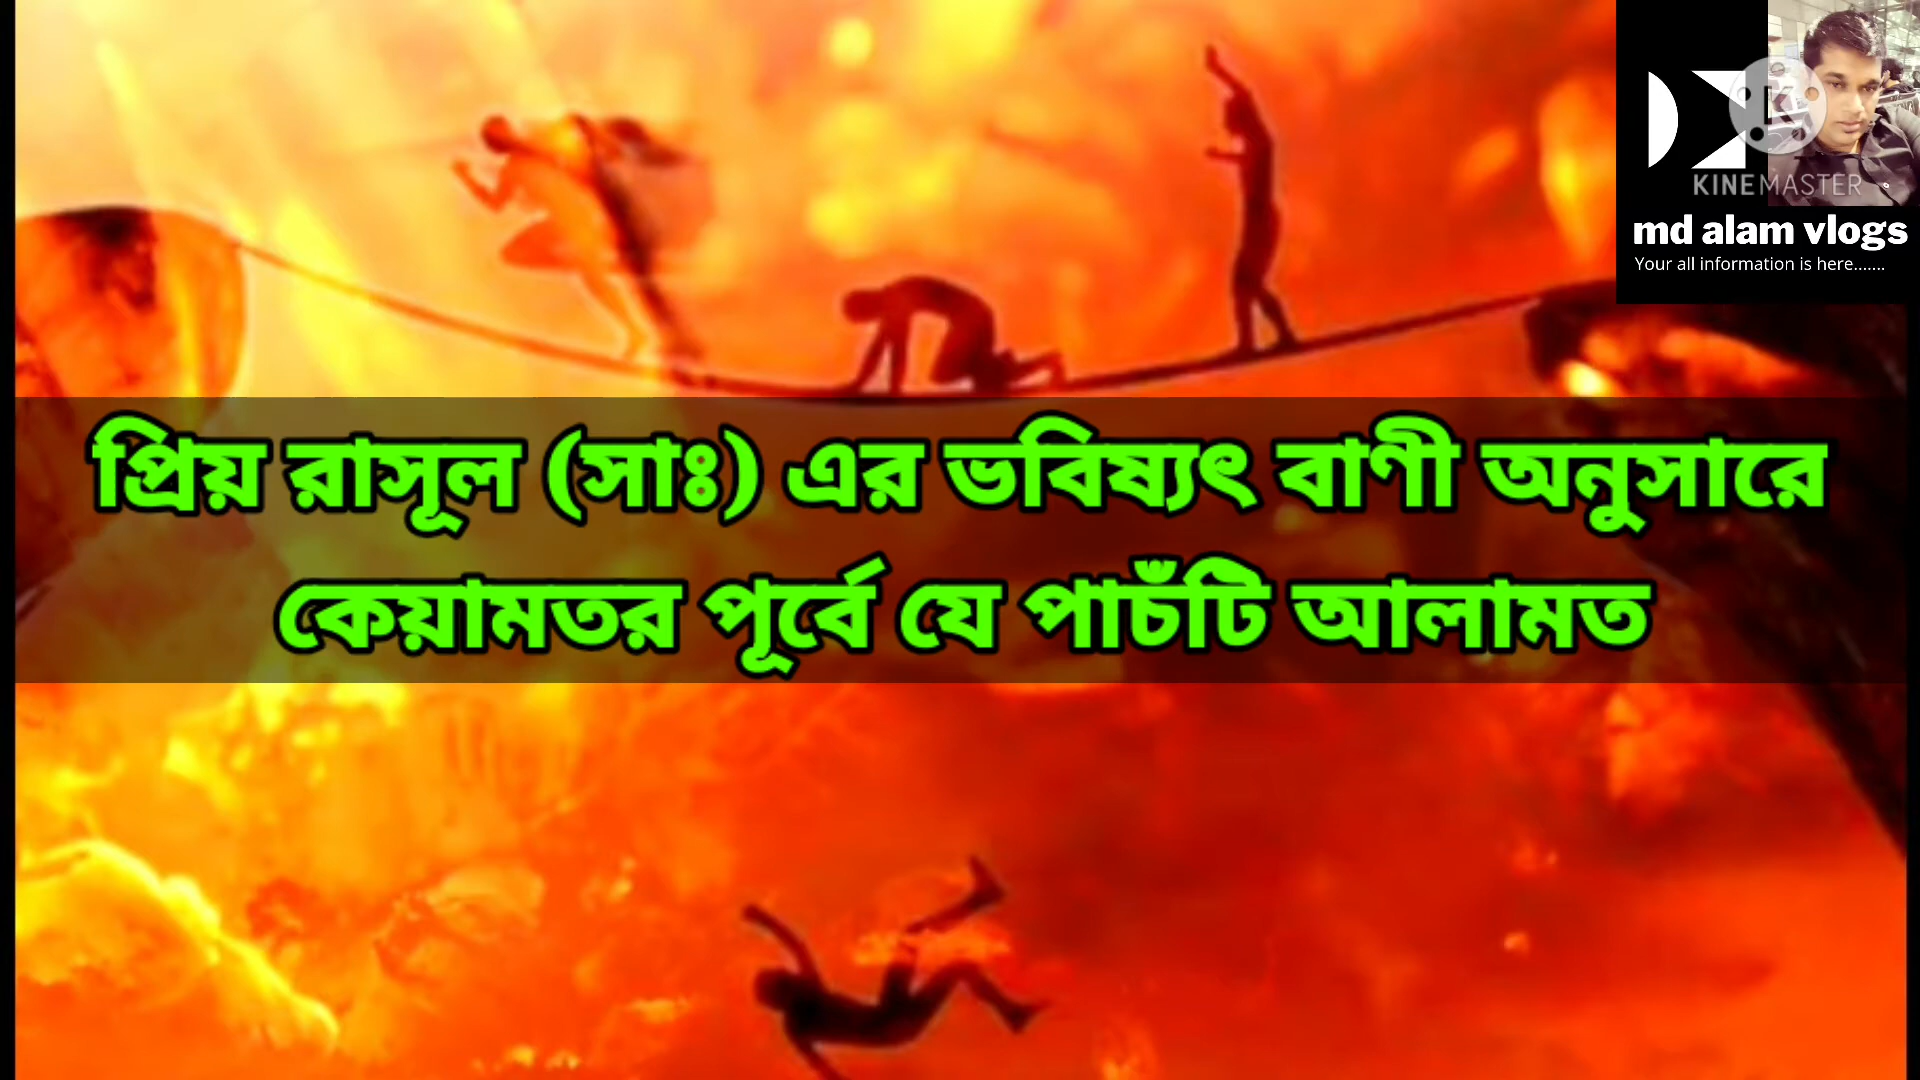 KINEMASTER
md alam vlogs
Your all information is here.......
প্রিয় রাসূল (সাঃ) এর ভবিষ্যৎ বাণী অনুসারে
কেয়ামতর পূর্বে যে পাচঁটি আলামত